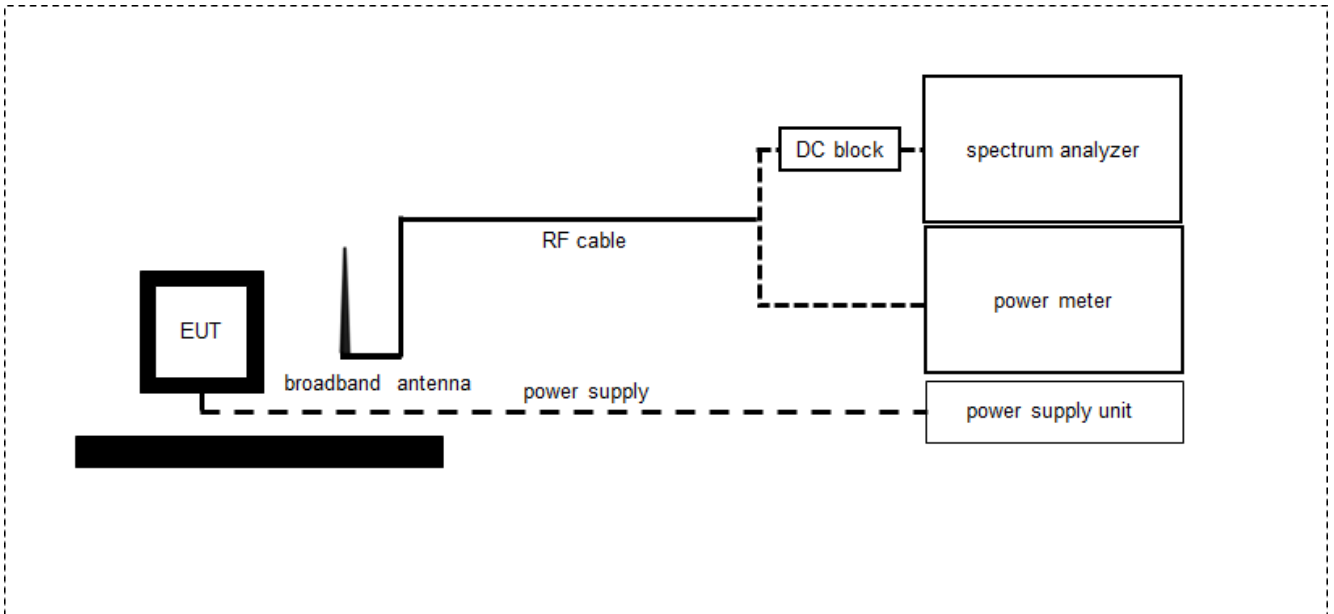 DC block
spectrum analyzer
RF cable
power meter
EUT
broadband antenna
power supply
power supply unit